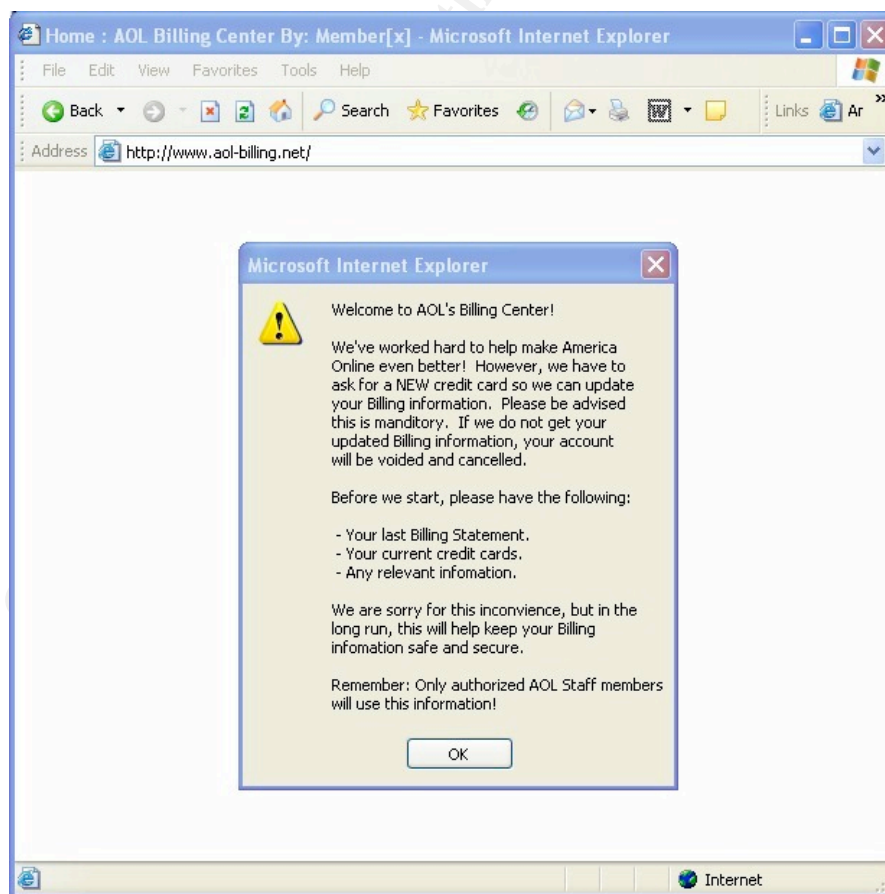 Home : AOL Billing Center By: Member[x] - Microsoft Internet Explorer
File Edit View Favorites Tools Help
Back Search Favorites Links Ar
Address http://www.aol-billing.net/
Microsoft Internet Explorer
Welcome to AOL's Billing Center!
We've worked hard to help make America
Online even better! However, we have to
ask for a NEW credit card so we can update
your Billing information. Please be advised
this is manditory. If we do not get your
updated Billing information, your account
will be voided and cancelled.
Before we start, please have the following:
- Your last Billing Statement.
- Your current credit cards.
- Any relevant infomation.
We are sorry for this inconvience, but in the
long run, this will help keep your Billing
infomation safe and secure.
Remember: Only authorized AOL Staff members
will use this information!
OK
Internet